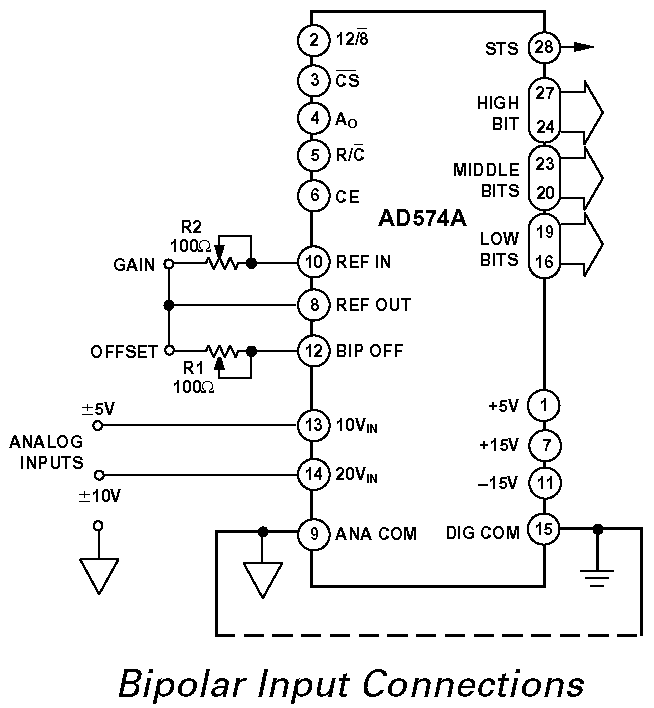 2 12/8̅
3 C̅S̅
4 AO
5 R/C̅
6 CE
STS 28
HIGH BIT 27 24
MIDDLE BITS 23 20
LOW BITS 19 16
AD574A
R2
100Ω
GAIN 10 REF IN
8 REF OUT
OFFSET 12 BIP OFF
R1
100Ω
±5V
13 10VIN
ANALOG
INPUTS
14 20VIN
±10V
9 ANA COM
+5V 1
+15V 7
–15V 11
DIG COM 15
Bipolar Input Connections